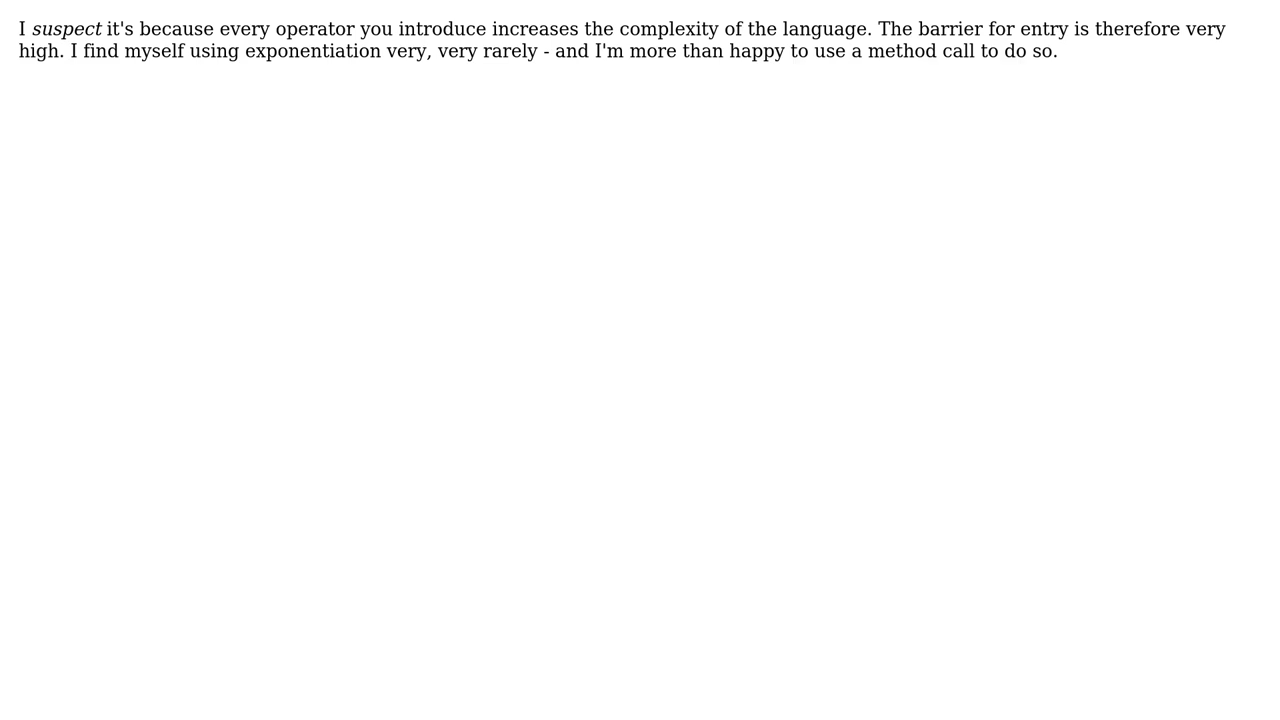 I suspect it's because every operator you introduce increases the complexity of the language. The barrier for entry is therefore very
high. I find myself using exponentiation very, very rarely - and I'm more than happy to use a method call to do so.